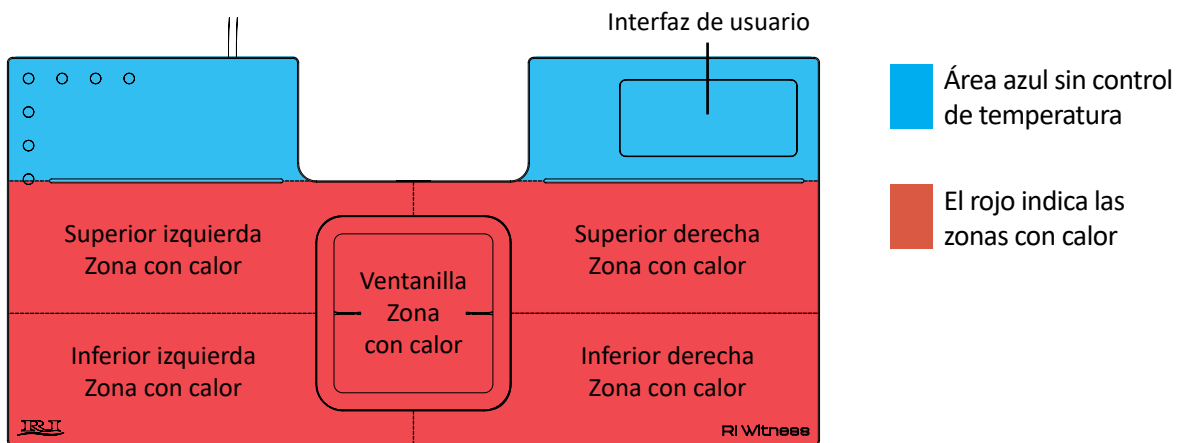 Interfaz de usuario
Área azul sin control
de temperatura
El rojo indica las
zonas con calor
Superior izquierda
Zona con calor
Ventanilla
Zona
con calor
Superior derecha
Zona con calor
Inferior izquierda
Zona con calor
Inferior derecha
Zona con calor
RI
RI Witness